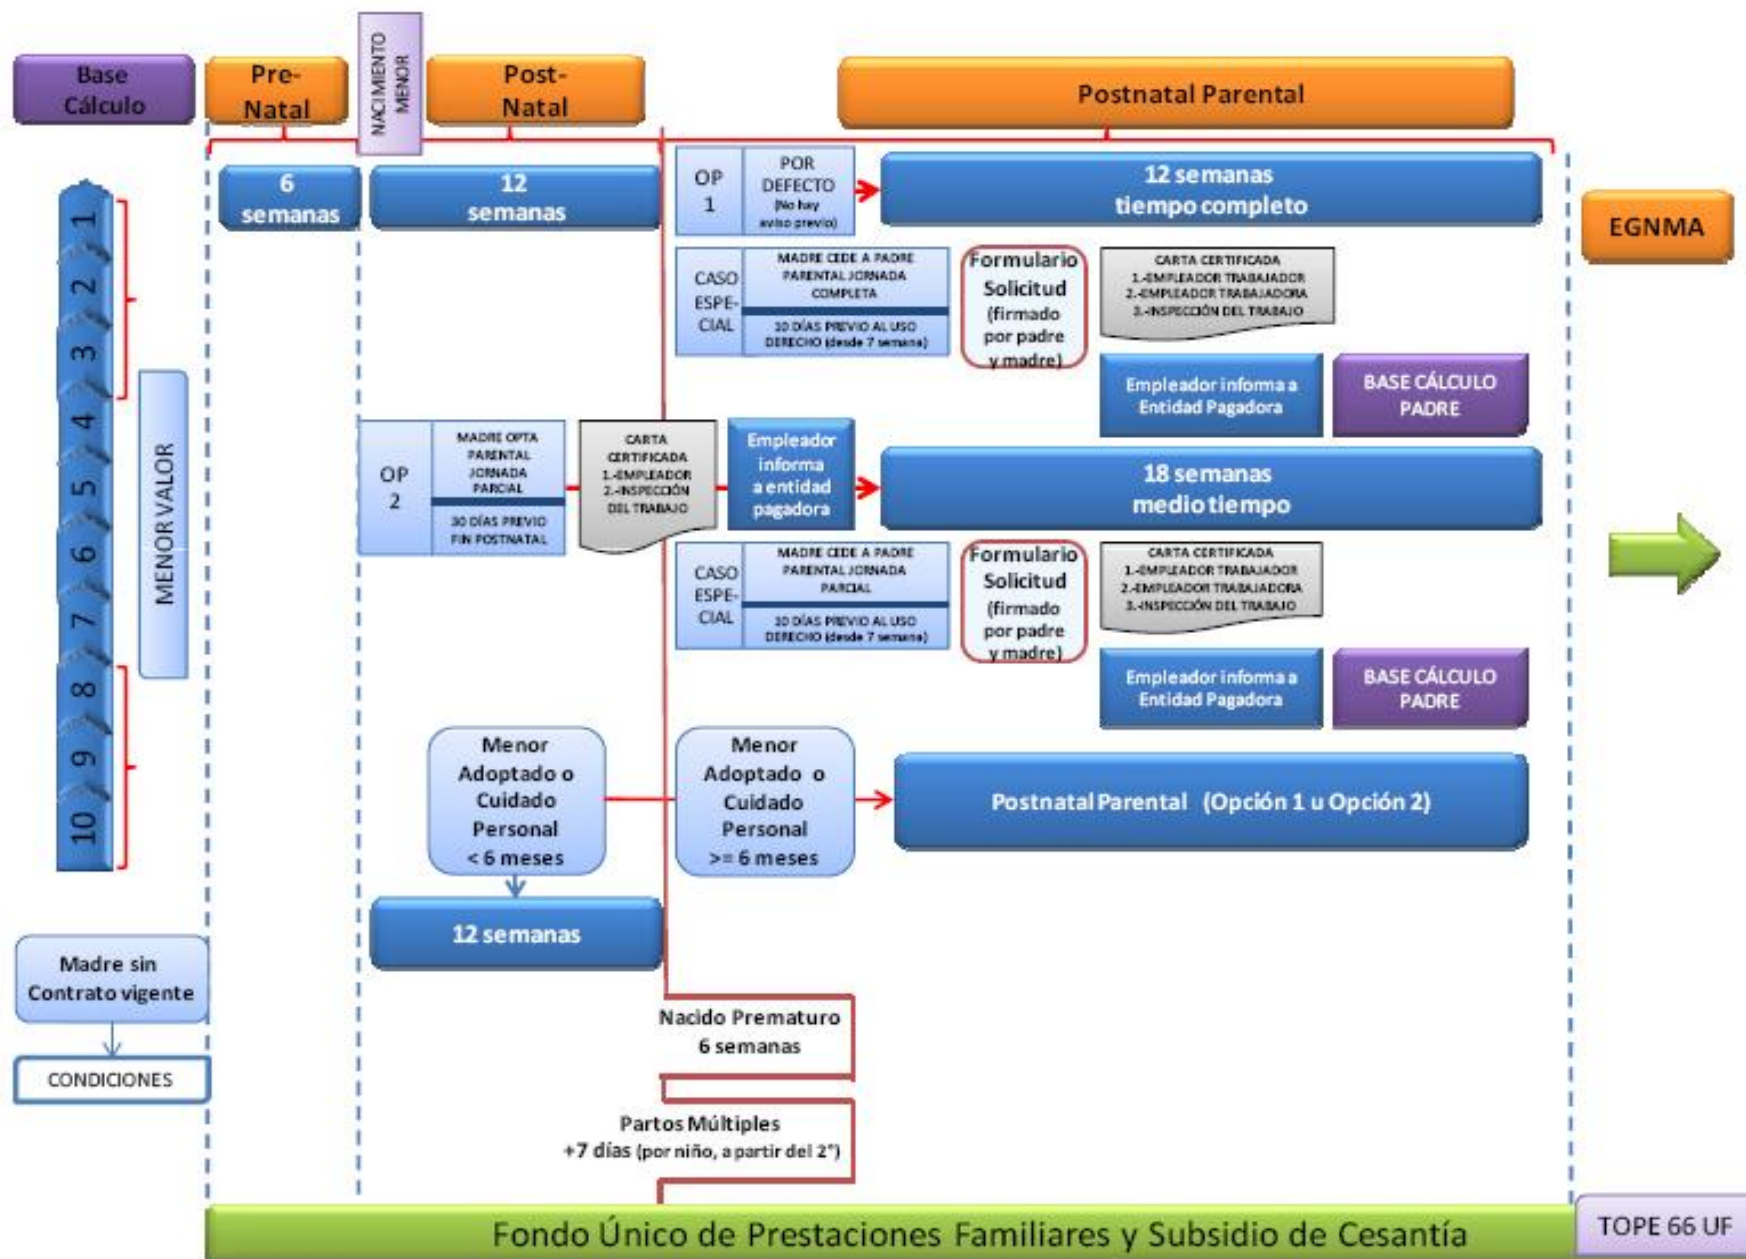 Base
Cálculo
Pre-
Natal
NACIMIENTO
MENOR
Post-
Natal
Postnatal Parental
6
semanas
12
semanas
OP
1
POR
DEFECTO
(No hay
aviso previo)
12 semanas
tiempo completo
EGNMA
1
2
3
4
5
6
7
8
9
10
MENOR VALOR
CASO
ESPE-
CIAL
MADRE CEDE A PADRE
PARENTAL JORNADA
COMPLETA
10 DÍAS PREVIO AL USO
DERECHO (desde 7 semana)
Formulario
Solicitud
(firmado
por padre
y madre)
CARTA CERTIFICADA
1.-EMPLEADOR TRABAJADOR
2.-EMPLEADOR TRABAJADORA
3.-INSPECCIÓN DEL TRABAJO
Empleador informa a
Entidad Pagadora
BASE CÁLCULO
PADRE
OP
2
MADRE OPTA
PARENTAL
JORNADA
PARCIAL
30 DÍAS PREVIO
FIN POSTNATAL
CARTA
CERTIFICADA
1.-EMPLEADOR
2.-INSPECCIÓN
DEL TRABAJO
Empleador
informa
a entidad
pagadora
18 semanas
medio tiempo
CASO
ESPE-
CIAL
MADRE CEDE A PADRE
PARENTAL JORNADA
PARCIAL
10 DÍAS PREVIO AL USO
DERECHO (desde 7 semana)
Formulario
Solicitud
(firmado
por padre
y madre)
CARTA CERTIFICADA
1.-EMPLEADOR TRABAJADOR
2.-EMPLEADOR TRABAJADORA
3.-INSPECCIÓN DEL TRABAJO
Empleador informa a
Entidad Pagadora
BASE CÁLCULO
PADRE
Menor
Adoptado o
Cuidado
Personal
< 6 meses
Menor
Adoptado o
Cuidado
Personal
>= 6 meses
Postnatal Parental (Opción 1 u Opción 2)
12 semanas
Madre sin
Contrato vigente
CONDICIONES
Nacido Prematuro
6 semanas
Partos Múltiples
+7 días (por niño, a partir del 2°)
Fondo Único de Prestaciones Familiares y Subsidio de Cesantía
TOPE 66 UF